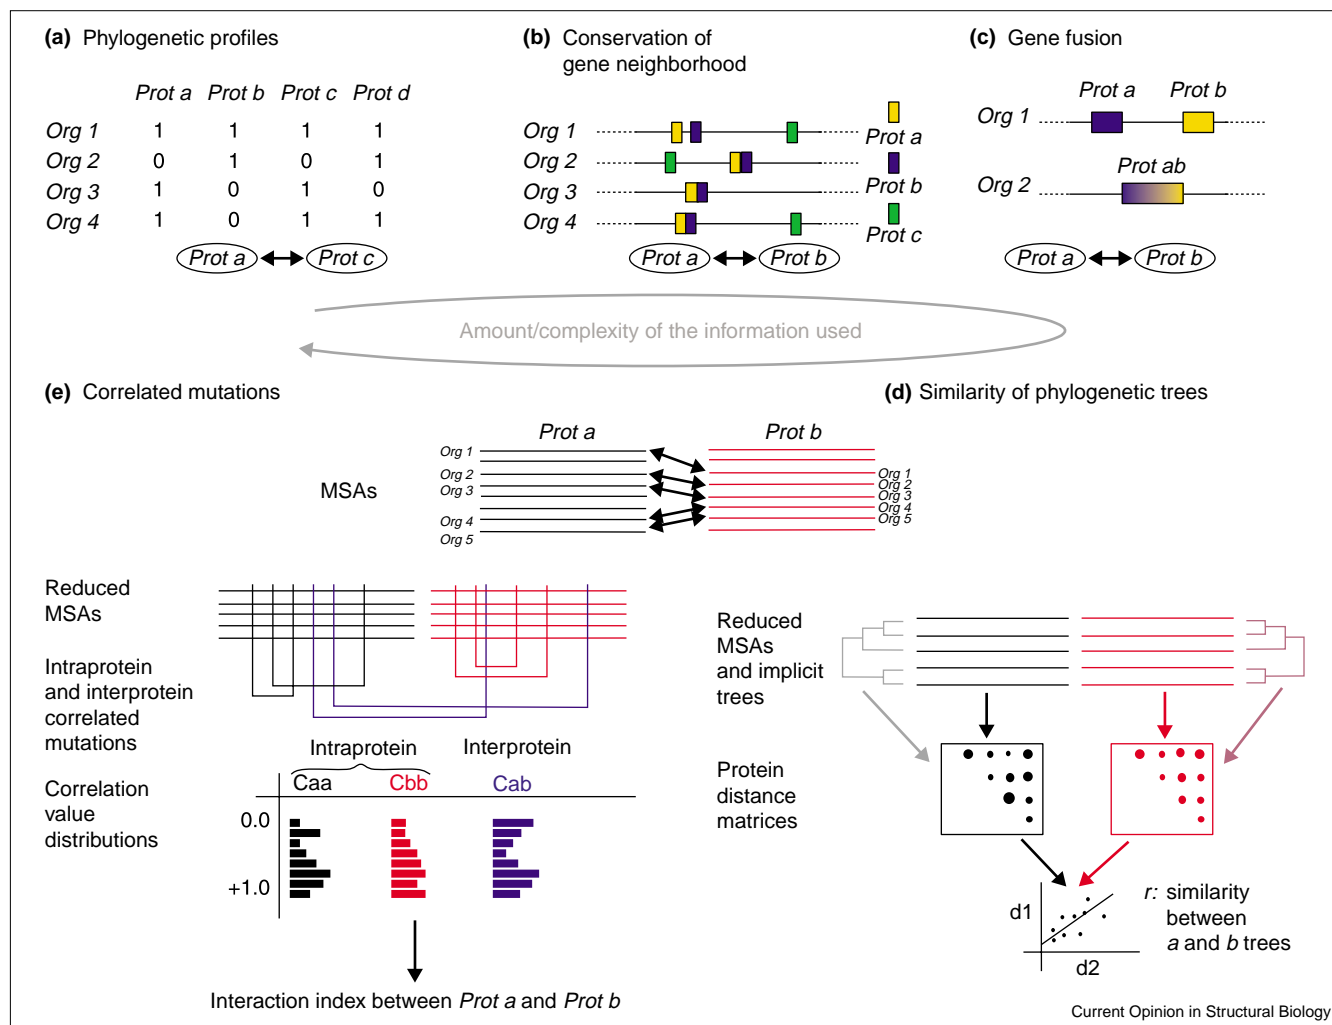 (a) Phylogenetic profiles
Prot a Prot b Prot c Prot d
Org 1 1 1 1 1
Org 2 0 1 0 1
Org 3 1 0 1 0
Org 4 1 0 1 1
Prot a Prot c
(b) Conservation of
gene neighborhood
Org 1
Org 2
Org 3
Org 4
Prot a
Prot b
Prot c
Prot a Prot b
(c) Gene fusion
Prot a Prot b
Org 1
Prot ab
Org 2
Prot a Prot b
Amount/complexity of the information used
(e) Correlated mutations
(d) Similarity of phylogenetic trees
Prot a Prot b
MSAs
Org 1
Org 2
Org 3
Org 4
Org 5
Org 1
Org 2
Org 3
Org 4
Org 5
Reduced
MSAs
Intraprotein
and interprotein
correlated
mutations
Intraprotein Interprotein
Caa Cbb Cab
Correlation
value
distributions
0.0
+1.0
Interaction index between Prot a and Prot b
Reduced
MSAs
and implicit
trees
Protein
distance
matrices
d1
d2
r: similarity
between
a and b trees
Current Opinion in Structural Biology